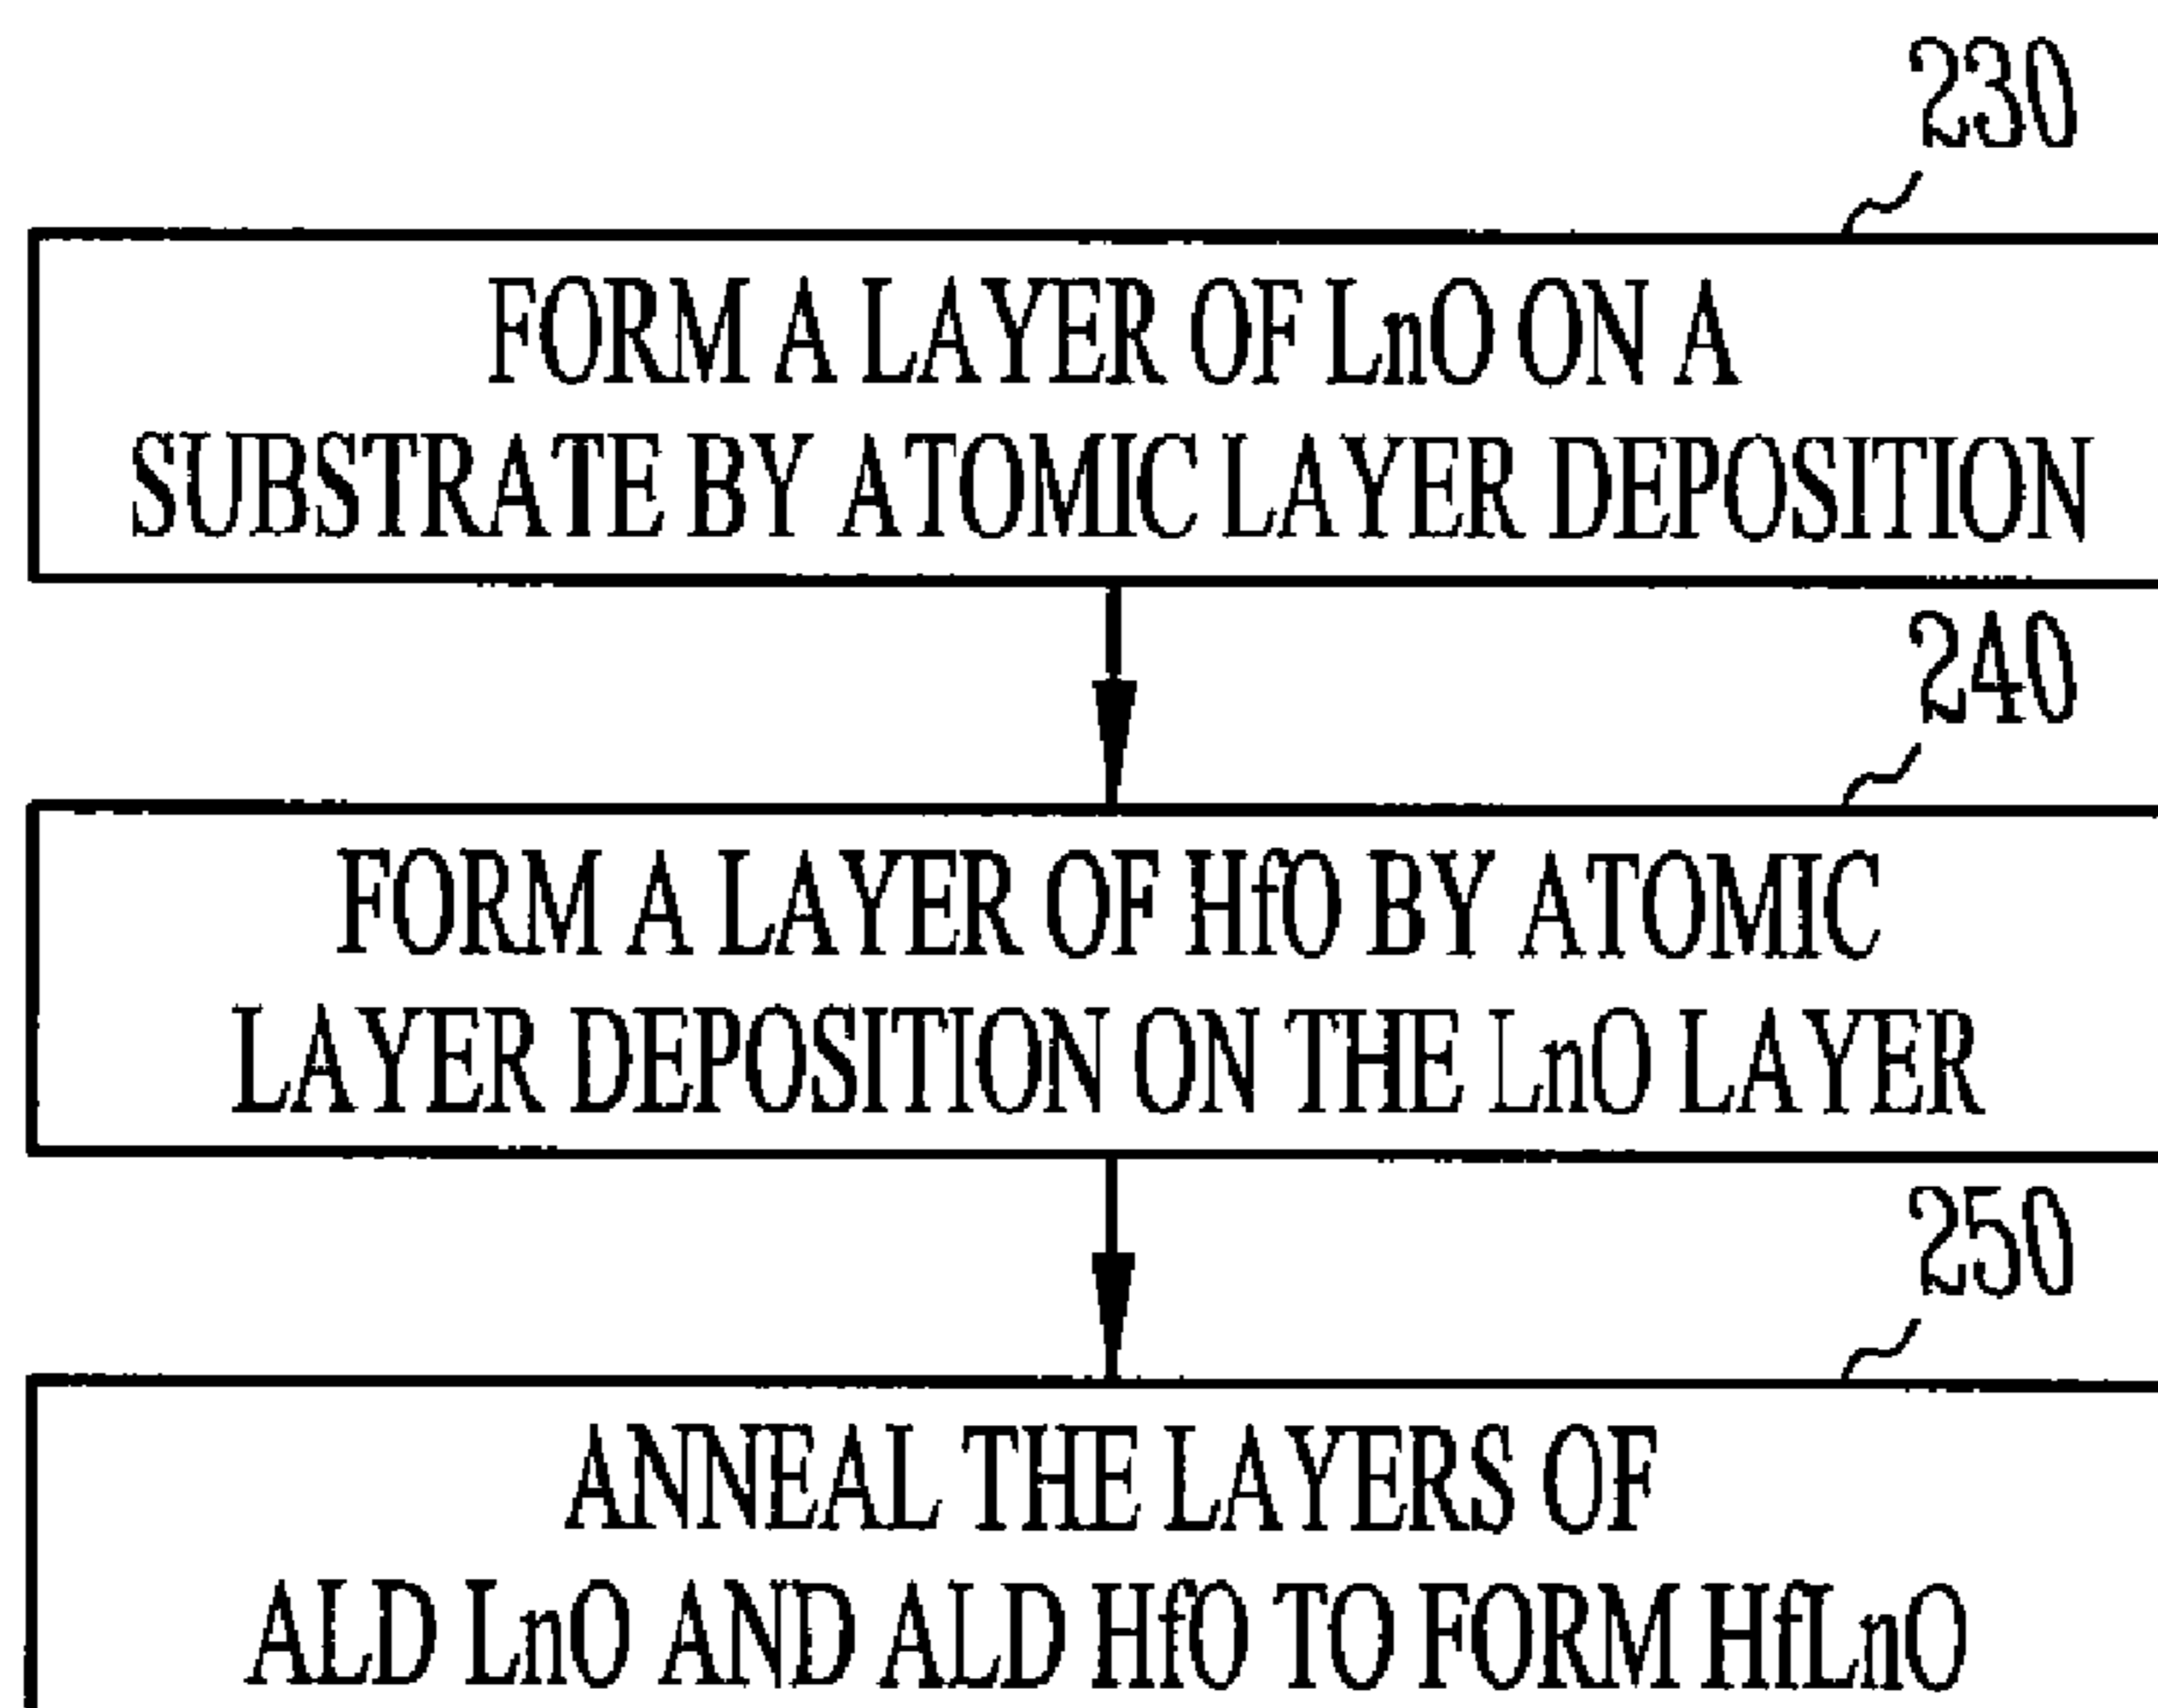 230
FORM A LAYER OF LnO ON A
SUBSTRATE BY ATOMIC LAYER DEPOSITION
240
FORM A LAYER OF HfO BY ATOMIC
LAYER DEPOSITION ON THE LnO LAYER
250
ANNEAL THE LAYERS OF
ALD LnO AND ALD HfO TO FORM HfLnO